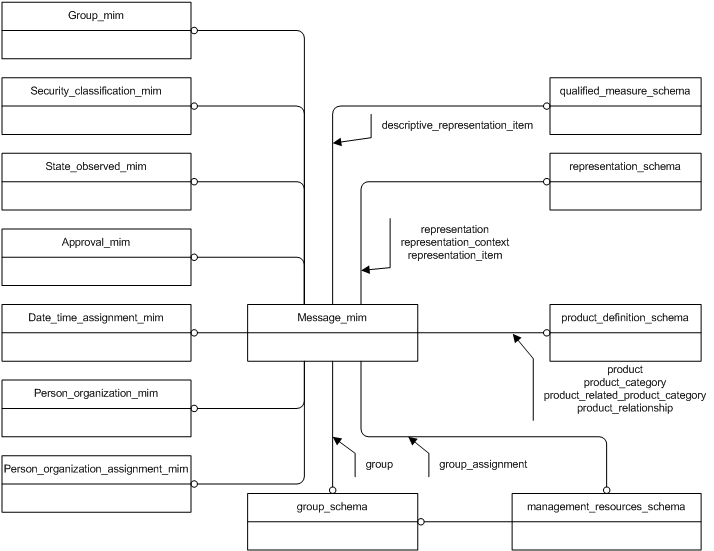 Group_mim
Security_classification_mim
qualified_measure_schema
descriptive_representation_item
State_observed_mim
representation_schema
representation
representation_context
representation_item
Approval_mim
Date_time_assignment_mim
Message_mim
product_definition_schema
product
product_category
product_related_product_category
product_relationship
Person_organization_mim
Person_organization_assignment_mim
group
group_assignment
group_schema
management_resources_schema